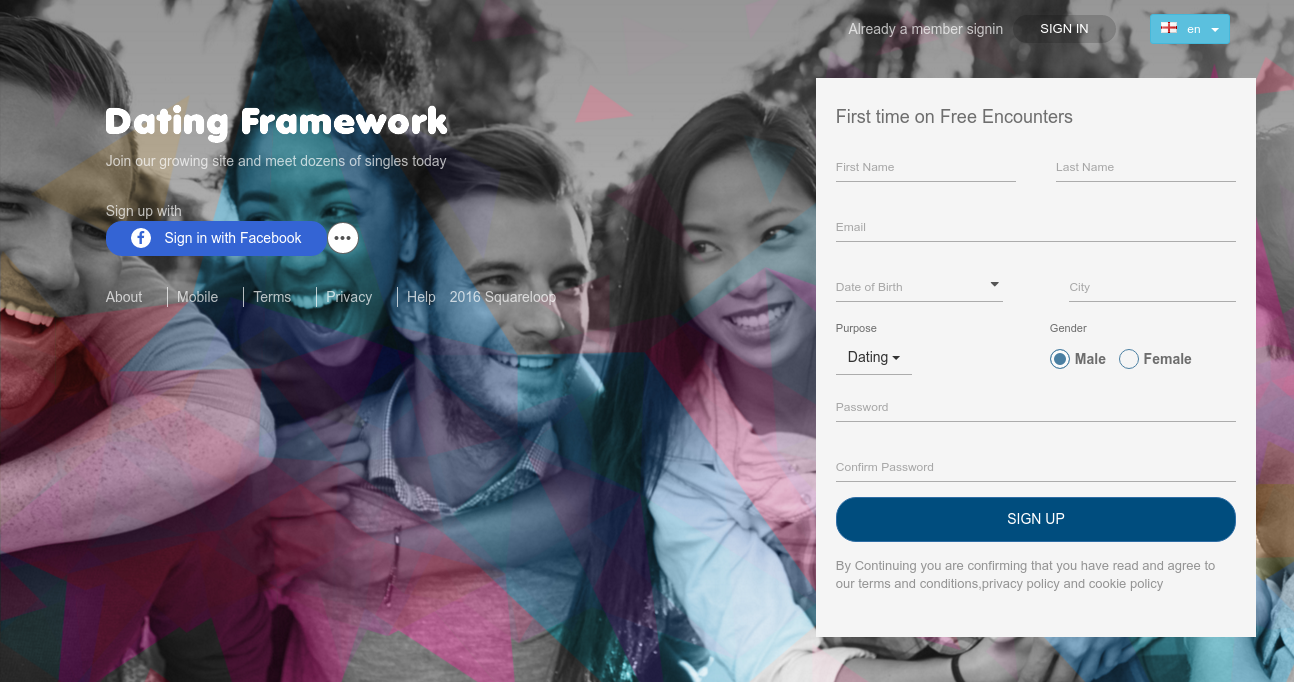 Already a member signin
SIGN IN
en
Dating Framework
Join our growing site and meet dozens of singles today
Sign up with
Sign in with Facebook
•••
About
Mobile
Terms
Privacy
Help
2016 Squareloop
First time on Free Encounters
First Name
Last Name
Email
Date of Birth
City
Purpose
Gender
Dating
Male
Female
Password
Confirm Password
SIGN UP
By Continuing you are confirming that you have read and agree to
our terms and conditions,privacy policy and cookie policy